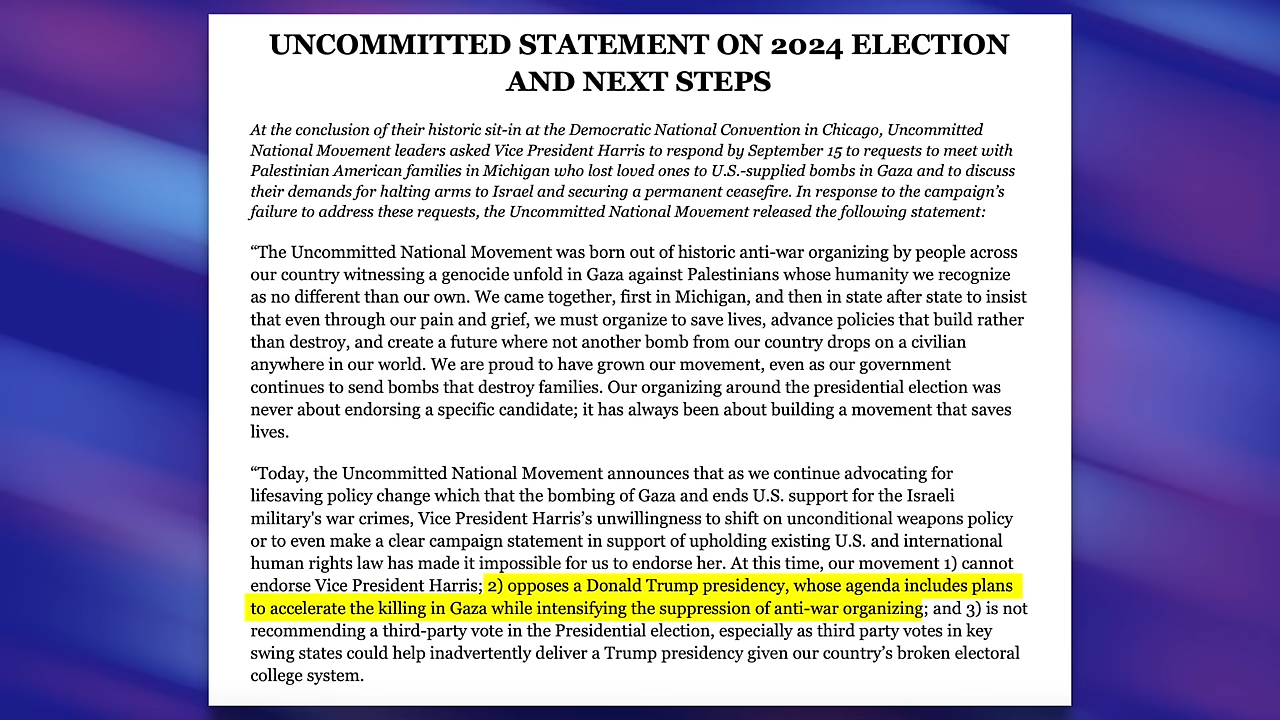 UNCOMMITTED STATEMENT ON 2024 ELECTION
AND NEXT STEPS
At the conclusion of their historic sit-in at the Democratic National Convention in Chicago, Uncommitted
National Movement leaders asked Vice President Harris to respond by September 15 to requests to meet with
Palestinian American families in Michigan who lost loved ones to U.S.-supplied bombs in Gaza and to discuss
their demands for halting arms to Israel and securing a permanent ceasefire. In response to the campaign’s
failure to address these requests, the Uncommitted National Movement released the following statement:
“The Uncommitted National Movement was born out of historic anti-war organizing by people across
our country witnessing a genocide unfold in Gaza against Palestinians whose humanity we recognize
as no different than our own. We came together, first in Michigan, and then in state after state to insist
that even through our pain and grief, we must organize to save lives, advance policies that build rather
than destroy, and create a future where not another bomb from our country drops on a civilian
anywhere in our world. We are proud to have grown our movement, even as our government
continues to send bombs that destroy families. Our organizing around the presidential election was
never about endorsing a specific candidate; it has always been about building a movement that saves
lives.
“Today, the Uncommitted National Movement announces that as we continue advocating for
lifesaving policy change which that the bombing of Gaza and ends U.S. support for the Israeli
military's war crimes, Vice President Harris’s unwillingness to shift on unconditional weapons policy
or to even make a clear campaign statement in support of upholding existing U.S. and international
human rights law has made it impossible for us to endorse her. At this time, our movement 1) cannot
endorse Vice President Harris; 2) opposes a Donald Trump presidency, whose agenda includes plans
to accelerate the killing in Gaza while intensifying the suppression of anti-war organizing; and 3) is not
recommending a third-party vote in the Presidential election, especially as third party votes in key
swing states could help inadvertently deliver a Trump presidency given our country’s broken electoral
college system.